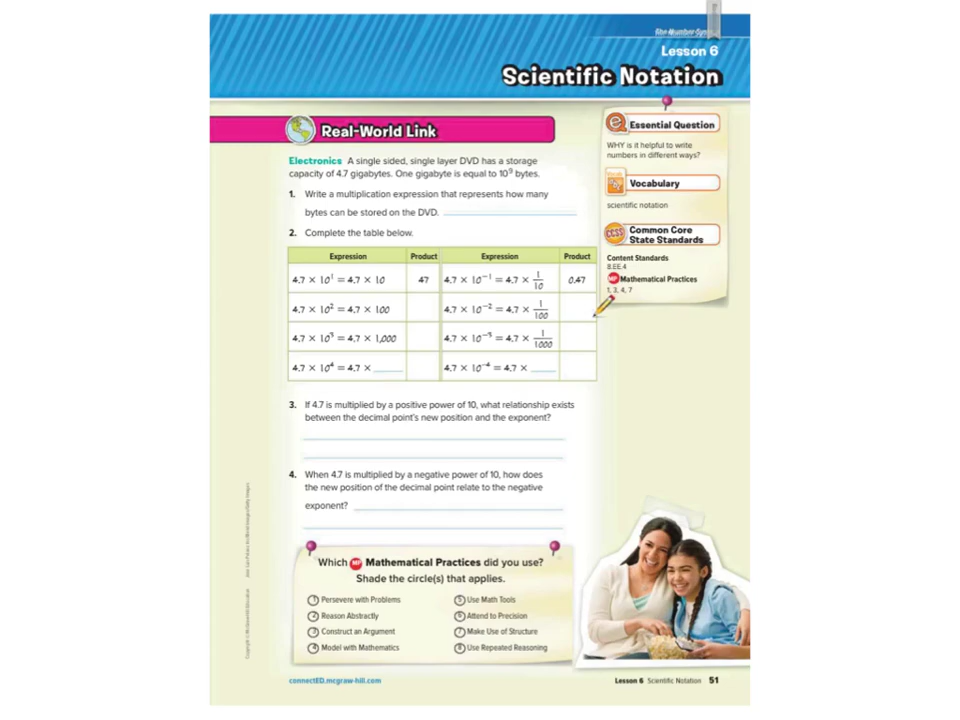 The Number System
Lesson 6
Scientific Notation
Real-World Link
Electronics A single sided, single layer DVD has a storage
capacity of 4.7 gigabytes. One gigabyte is equal to 10⁹ bytes.
1. Write a multiplication expression that represents how many
bytes can be stored on the DVD.
2. Complete the table below.
Expression Product Expression Product
4.7 × 10¹ = 4.7 × 10 47 4.7 × 10⁻¹ = 4.7 × 1/10 0.47
4.7 × 10² = 4.7 × 100 4.7 × 10⁻² = 4.7 × 1/100
4.7 × 10³ = 4.7 × 1,000 4.7 × 10⁻³ = 4.7 × 1/1000
4.7 × 10⁴ = 4.7 × ____ 4.7 × 10⁻⁴ = 4.7 × ____
3. If 4.7 is multiplied by a positive power of 10, what relationship exists
between the decimal point's new position and the exponent?
4. When 4.7 is multiplied by a negative power of 10, how does
the new position of the decimal point relate to the negative
exponent?
Which MP Mathematical Practices did you use?
Shade the circle(s) that applies.
1 Persevere with Problems
2 Reason Abstractly
3 Construct an Argument
4 Model with Mathematics
5 Use Math Tools
6 Attend to Precision
7 Make Use of Structure
8 Use Repeated Reasoning
Essential Question
WHY is it helpful to write
numbers in different ways?
Vocabulary
scientific notation
CCSS
Common Core
State Standards
Content Standards
8.EE.4
MP Mathematical Practices
1, 3, 4, 7
connectED.mcgraw-hill.com
Lesson 6 Scientific Notation 51